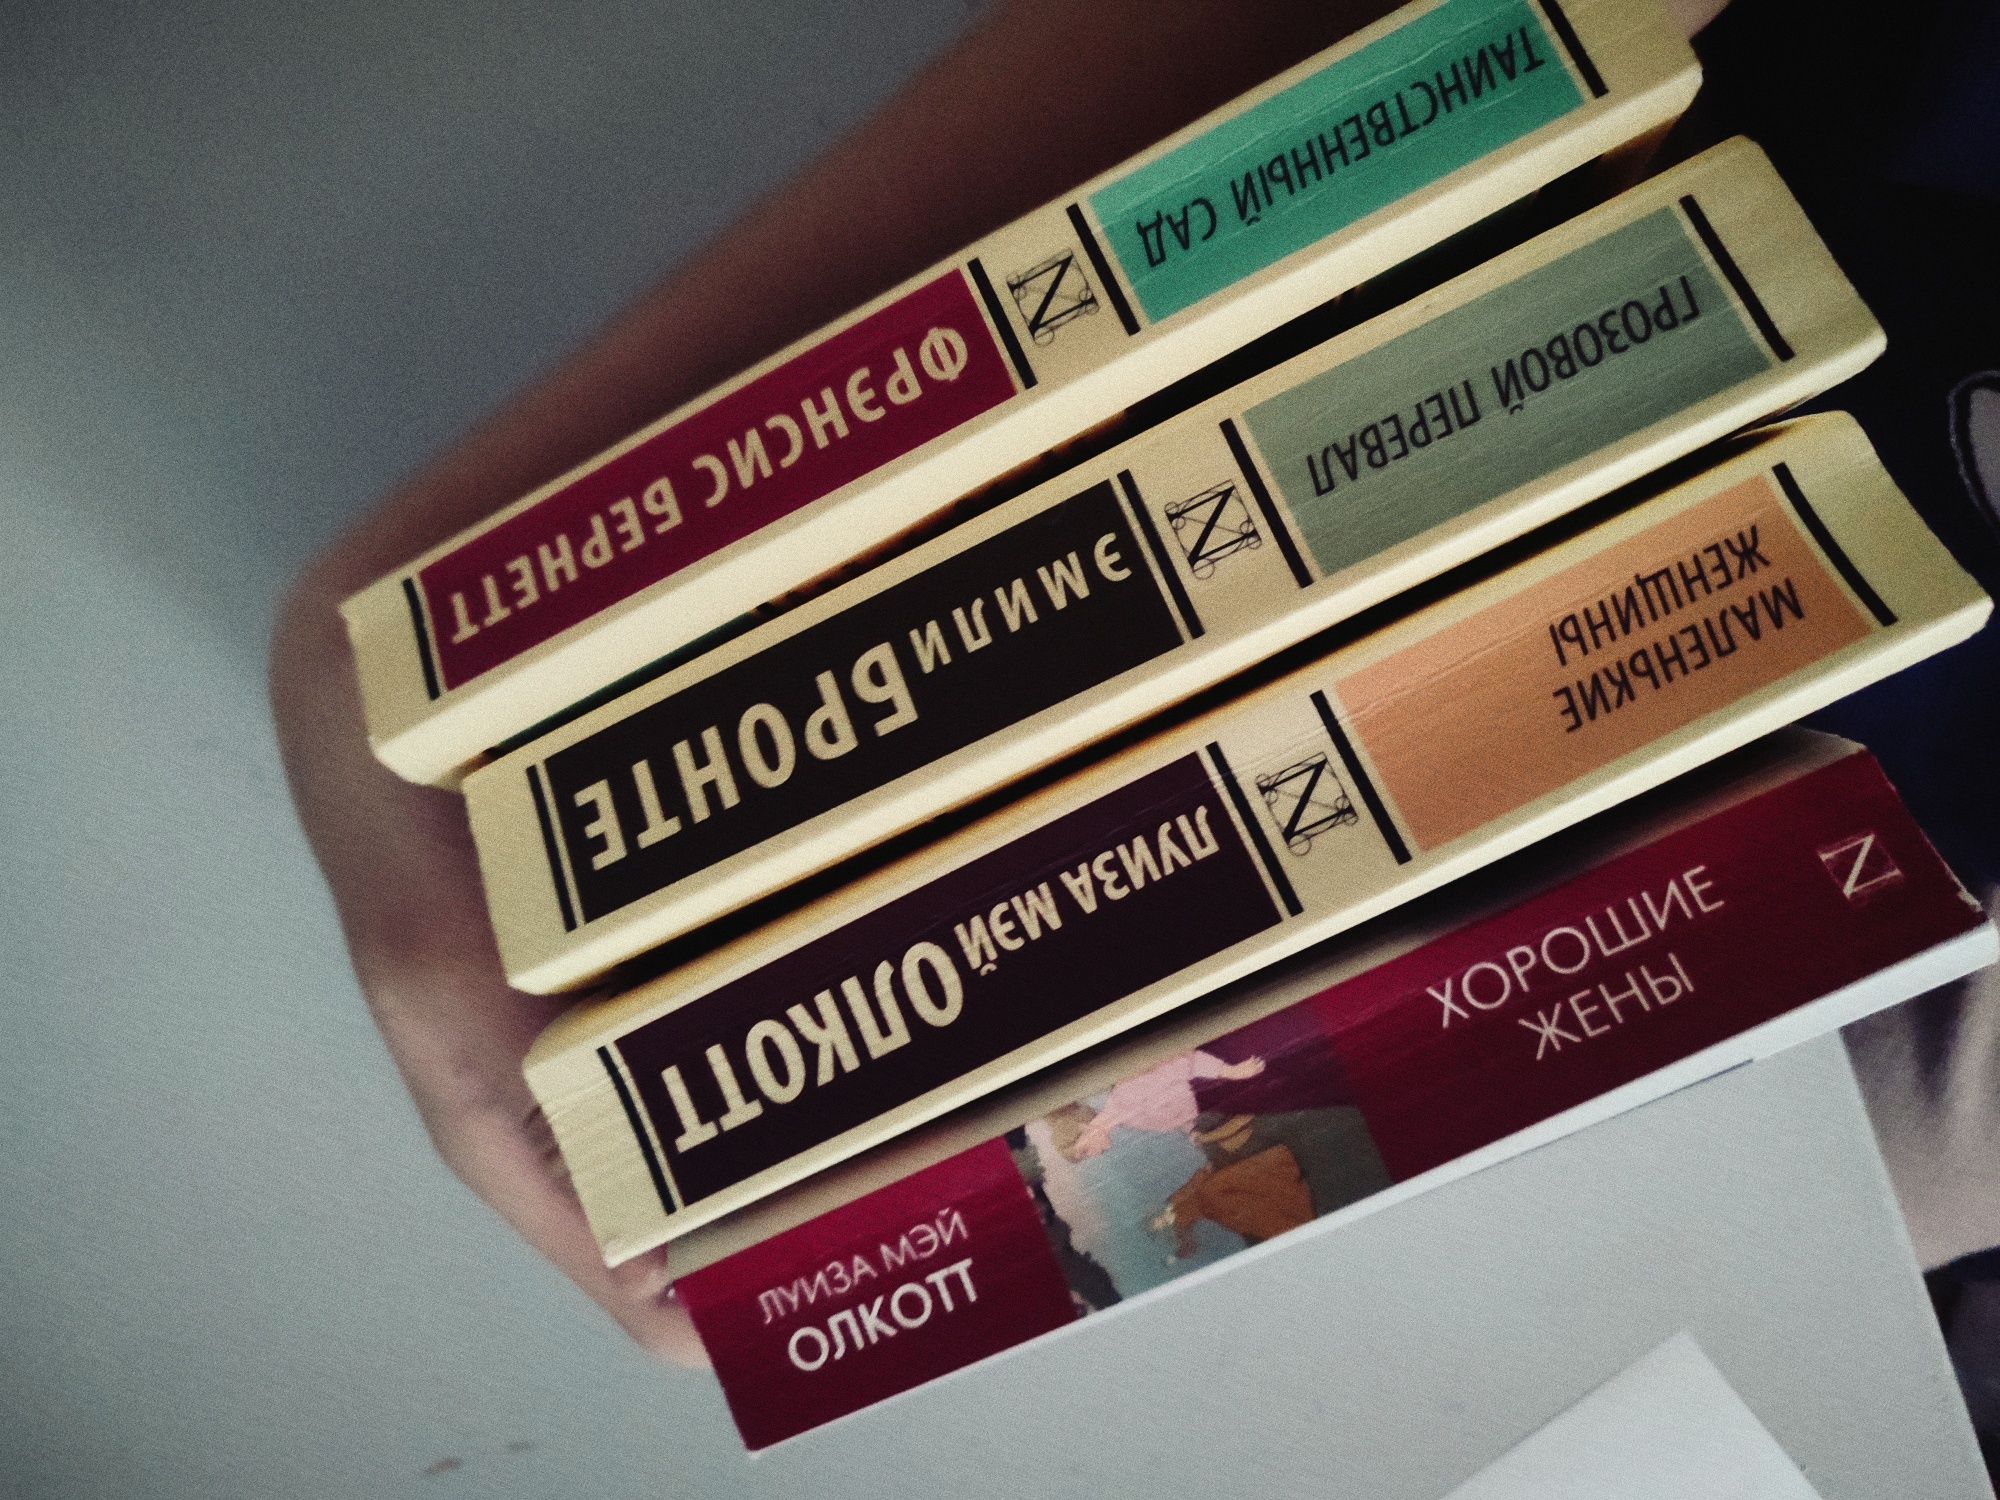 ФРЭНСИС БЕРНЕТТ
ТАИНСТВЕННЫЙ САД
ЭМИЛИ БРОНТЕ
ГРОЗОВОЙ ПЕРЕВАЛ
ЛУИЗА МЭЙ ОЛКОТТ
МАЛЕНЬКИЕ
ЖЕНЩИНЫ
ЛУИЗА МЭЙ
ОЛКОТТ
ХОРОШИЕ
ЖЕНЫ